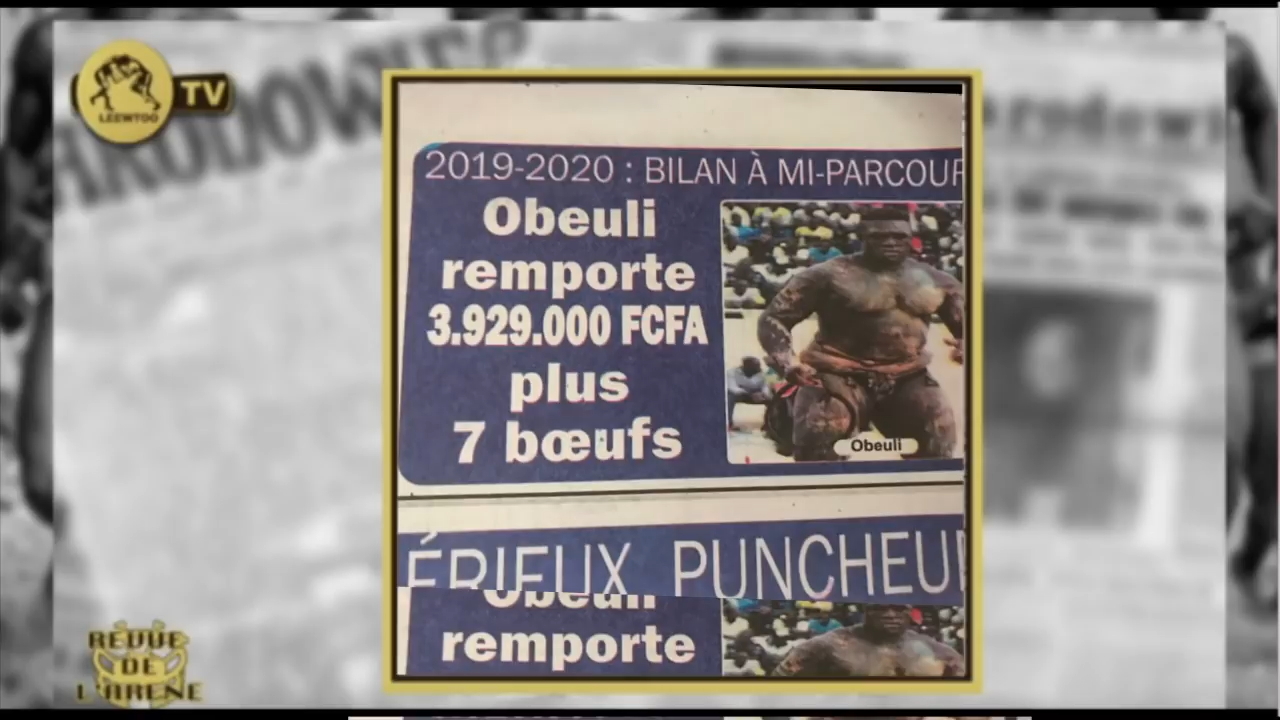 LEEWTOO
TV
2019-2020 : BILAN À MI-PARCOUR
Obeuli
remporte
3.929.000 FCFA
plus
7 bœufs
Obeuli
ÉRIEUX PUNCHEU
Obeuli
remporte
REVUE
DE
L'ARENE